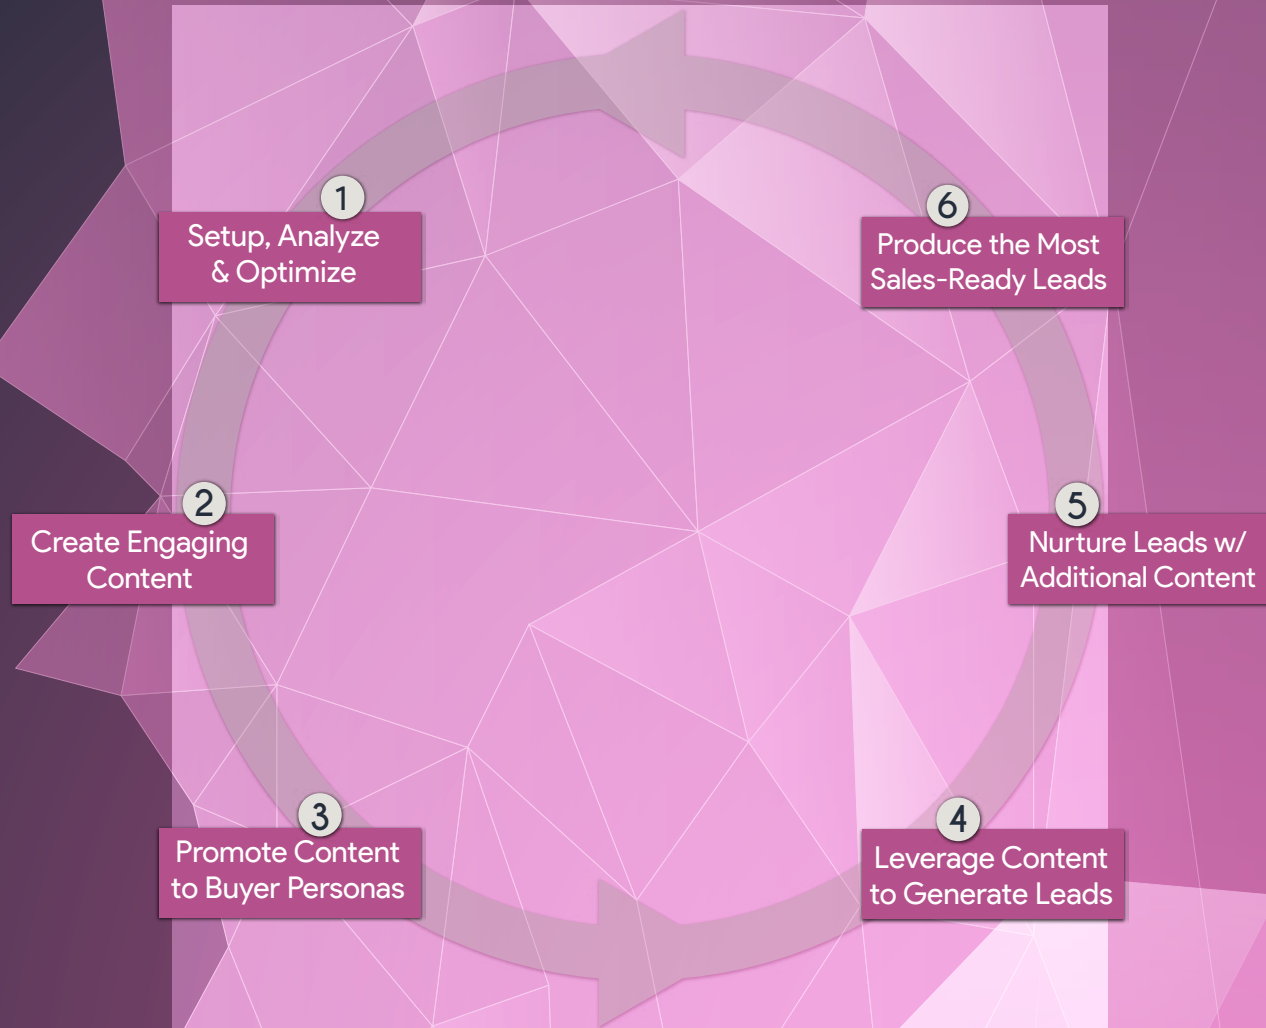 1
Setup, Analyze
& Optimize
2
Create Engaging
Content
3
Promote Content
to Buyer Personas
4
Leverage Content
to Generate Leads
5
Nurture Leads w/
Additional Content
6
Produce the Most
Sales-Ready Leads